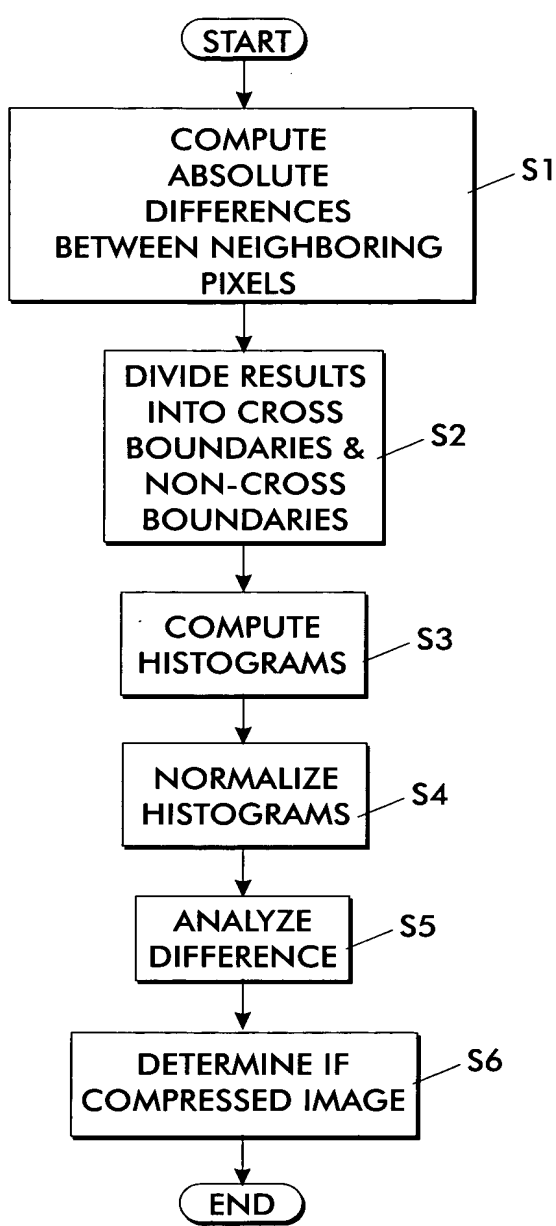 START
COMPUTE
ABSOLUTE
DIFFERENCES
BETWEEN NEIGHBORING
PIXELS
S1
DIVIDE RESULTS
INTO CROSS
BOUNDARIES &
NON-CROSS
BOUNDARIES
S2
COMPUTE
HISTOGRAMS
S3
NORMALIZE
HISTOGRAMS
S4
ANALYZE
DIFFERENCE
S5
DETERMINE IF
COMPRESSED IMAGE
S6
END